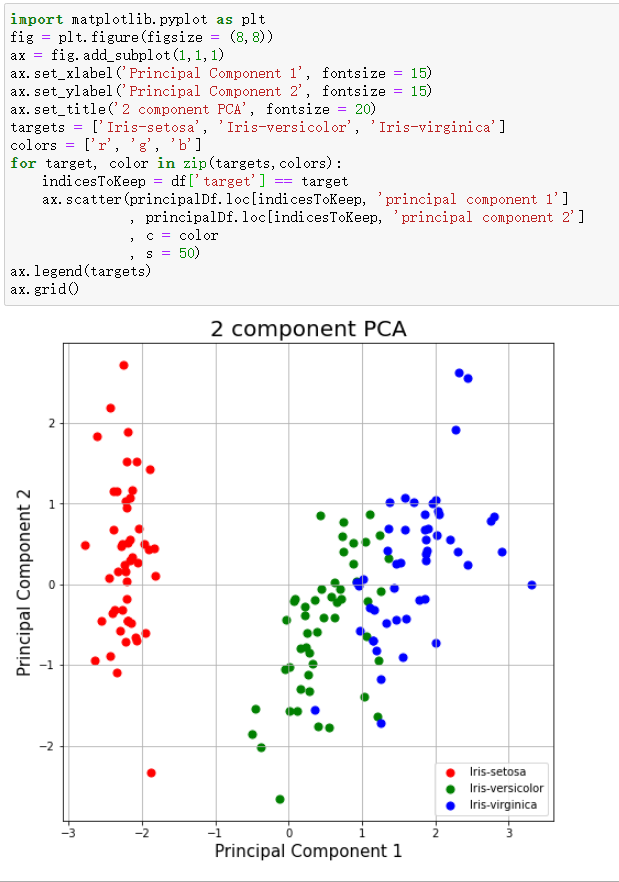 import matplotlib.pyplot as plt
fig = plt.figure(figsize = (8,8))
ax = fig.add_subplot(1,1,1)
ax.set_xlabel('Principal Component 1', fontsize = 15)
ax.set_ylabel('Principal Component 2', fontsize = 15)
ax.set_title('2 component PCA', fontsize = 20)
targets = ['Iris-setosa', 'Iris-versicolor', 'Iris-virginica']
colors = ['r', 'g', 'b']
for target, color in zip(targets,colors):
    indicesToKeep = df['target'] == target
    ax.scatter(principalDf.loc[indicesToKeep, 'principal component 1']
               , principalDf.loc[indicesToKeep, 'principal component 2']
               , c = color
               , s = 50)
ax.legend(targets)
ax.grid()
2 component PCA
Principal Component 2
2
1
0
−1
−2
Iris-setosa
Iris-versicolor
Iris-virginica
−3 −2 −1 0 1 2 3
Principal Component 1